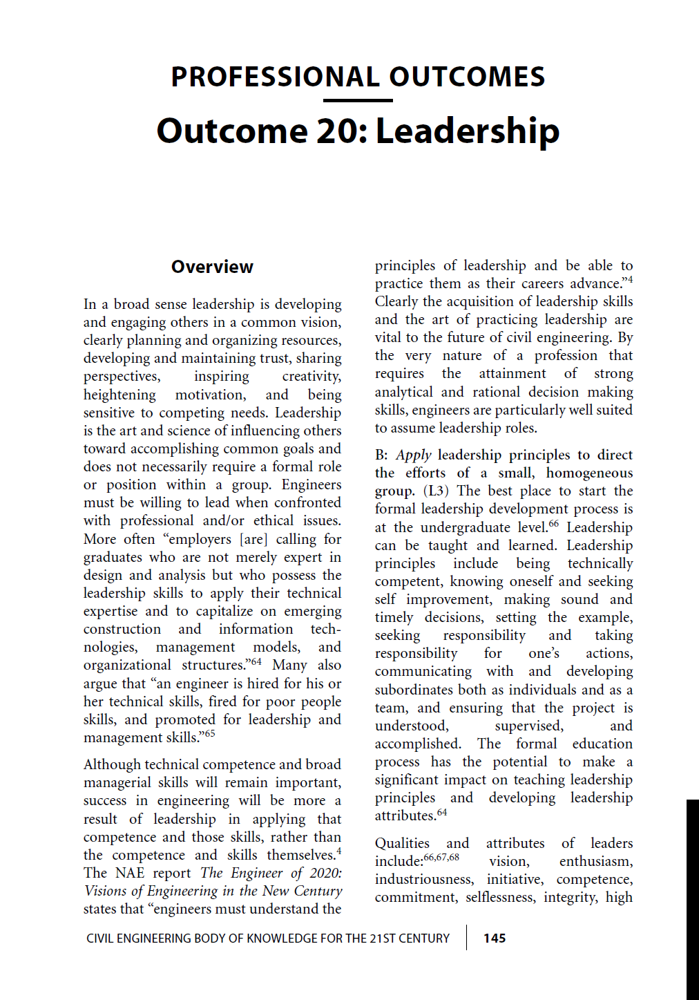 PROFESSIONAL OUTCOMES
Outcome 20: Leadership
Overview
In a broad sense leadership is developing
and engaging others in a common vision,
clearly planning and organizing resources,
developing and maintaining trust, sharing
perspectives, inspiring creativity,
heightening motivation, and being
sensitive to competing needs. Leadership
is the art and science of influencing others
toward accomplishing common goals and
does not necessarily require a formal role
or position within a group. Engineers
must be willing to lead when confronted
with professional and/or ethical issues.
More often “employers [are] calling for
graduates who are not merely expert in
design and analysis but who possess the
leadership skills to apply their technical
expertise and to capitalize on emerging
construction and information tech-
nologies, management models, and
organizational structures.”64 Many also
argue that “an engineer is hired for his or
her technical skills, fired for poor people
skills, and promoted for leadership and
management skills.”65
Although technical competence and broad
managerial skills will remain important,
success in engineering will be more a
result of leadership in applying that
competence and those skills, rather than
the competence and skills themselves.4
The NAE report The Engineer of 2020:
Visions of Engineering in the New Century
states that “engineers must understand the
principles of leadership and be able to
practice them as their careers advance.”4
Clearly the acquisition of leadership skills
and the art of practicing leadership are
vital to the future of civil engineering. By
the very nature of a profession that
requires the attainment of strong
analytical and rational decision making
skills, engineers are particularly well suited
to assume leadership roles.
B: Apply leadership principles to direct
the efforts of a small, homogeneous
group. (L3) The best place to start the
formal leadership development process is
at the undergraduate level.66 Leadership
can be taught and learned. Leadership
principles include being technically
competent, knowing oneself and seeking
self improvement, making sound and
timely decisions, setting the example,
seeking responsibility and taking
responsibility for one’s actions,
communicating with and developing
subordinates both as individuals and as a
team, and ensuring that the project is
understood, supervised, and
accomplished. The formal education
process has the potential to make a
significant impact on teaching leadership
principles and developing leadership
attributes.64
Qualities and attributes of leaders
include:66,67,68 vision, enthusiasm,
industriousness, initiative, competence,
commitment, selflessness, integrity, high
CIVIL ENGINEERING BODY OF KNOWLEDGE FOR THE 21ST CENTURY 145